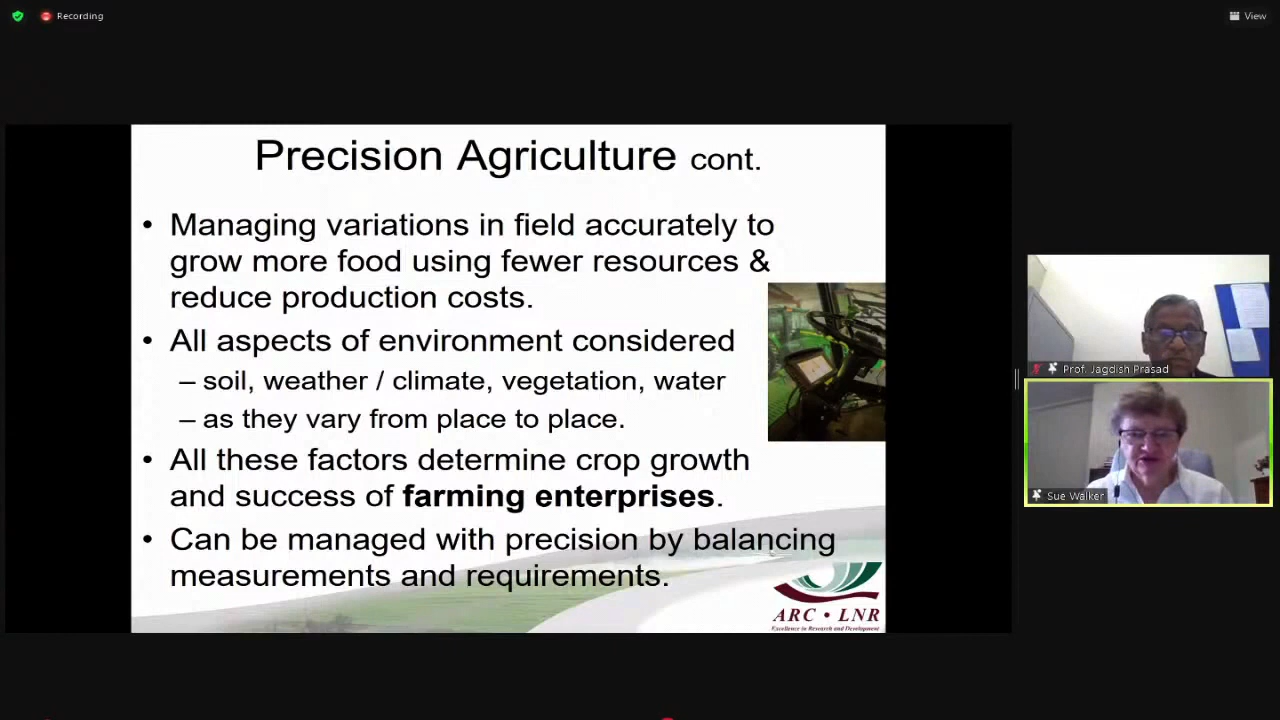 Recording
View
Precision Agriculture cont.
• Managing variations in field accurately to
grow more food using fewer resources &
reduce production costs.
• All aspects of environment considered
– soil, weather / climate, vegetation, water
– as they vary from place to place.
• All these factors determine crop growth
and success of farming enterprises.
• Can be managed with precision by balancing
measurements and requirements.
ARC • LNR
Excellence in Research and Development
Prof. Jagdish Prasad
Sue Walker